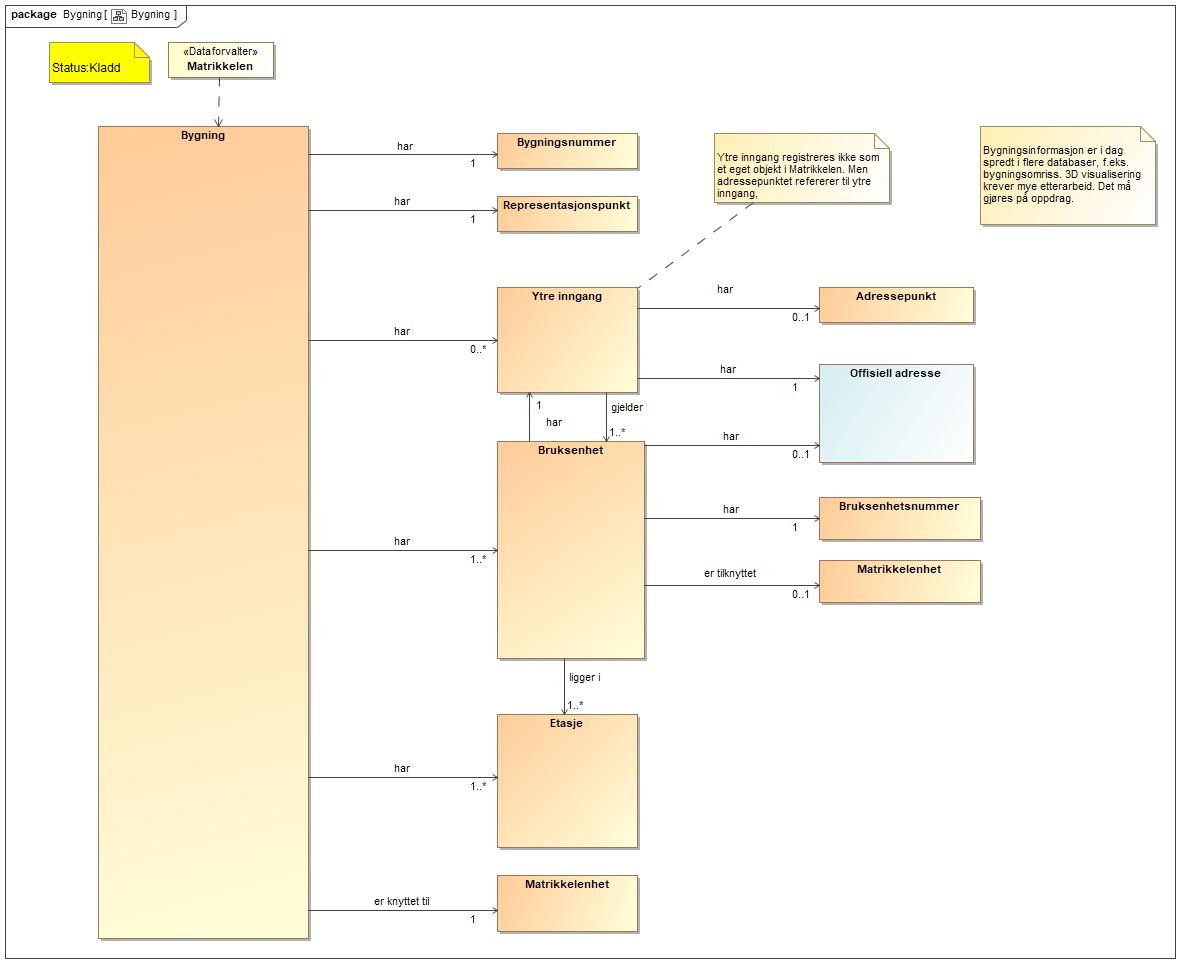 package Bygning [ Bygning ]
Status:Kladd
«Dataforvalter»
Matrikkelen
Bygning
har
1
Bygningsnummer
har
1
Representasjonspunkt
Ytre inngang registreres ikke som
et eget objekt i Matrikkelen. Men
adressepunktet refererer til ytre
inngang,
Bygningsinformasjon er i dag
spredt i flere databaser, f.eks.
bygningsomriss. 3D visualisering
krever mye etterarbeid. Det må
gjøres på oppdrag.
har
0..*
Ytre inngang
har
0..1
Adressepunkt
har
1
Offisiell adresse
1
har
gjelder
1..*
har
0..1
Bruksenhet
har
1
Bruksenhetsnummer
har
1..*
er tilknyttet
0..1
Matrikkelenhet
ligger i
1..*
Etasje
har
1..*
er knyttet til
1
Matrikkelenhet